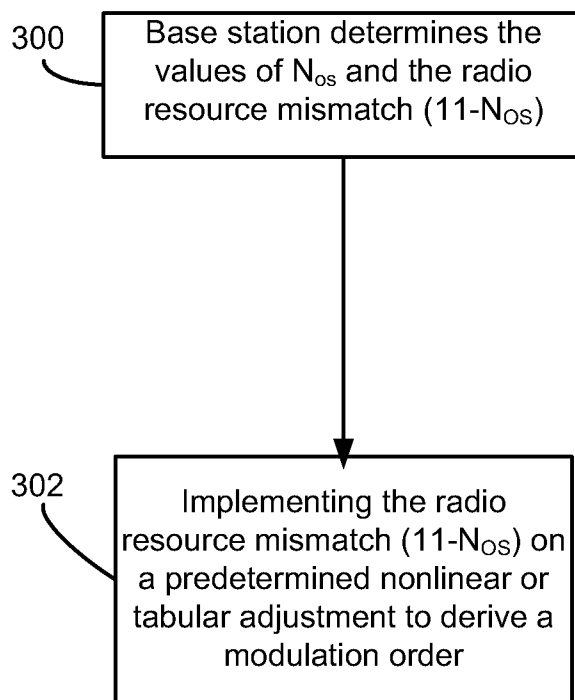 300
Base station determines the
values of Nos and the radio
resource mismatch (11-NOS)
302
Implementing the radio
resource mismatch (11-NOS) on
a predetermined nonlinear or
tabular adjustment to derive a
modulation order